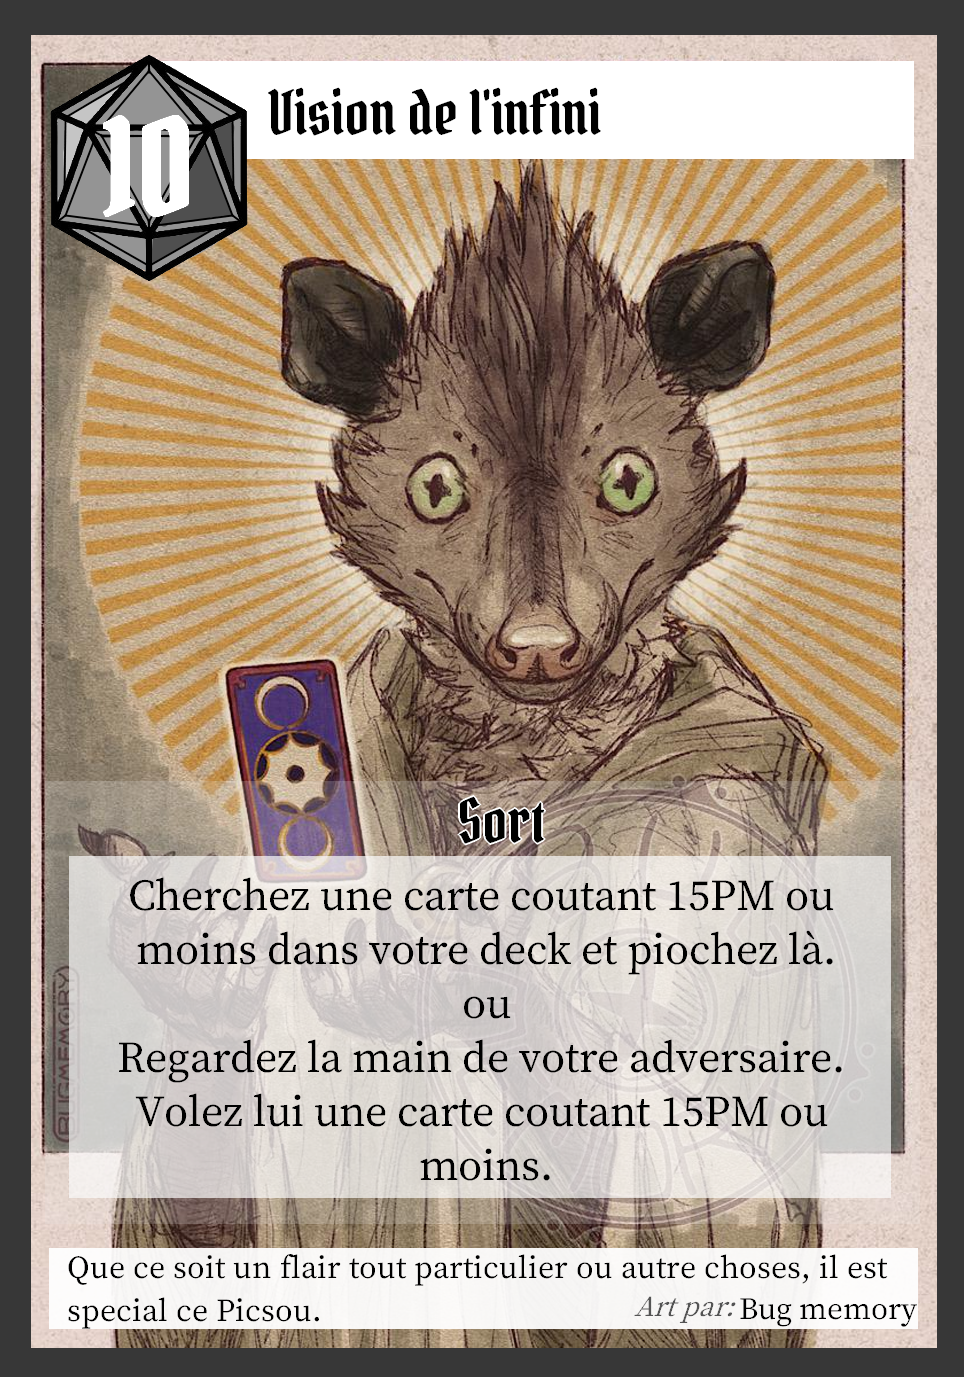 10
Vision de l'infini
Sort
Cherchez une carte coutant 15PM ou
moins dans votre deck et piochez là.
ou
Regardez la main de votre adversaire.
Volez lui une carte coutant 15PM ou
moins.
BUGMEMORY
Que ce soit un flair tout particulier ou autre choses, il est
special ce Picsou.
Art par: Bug memory